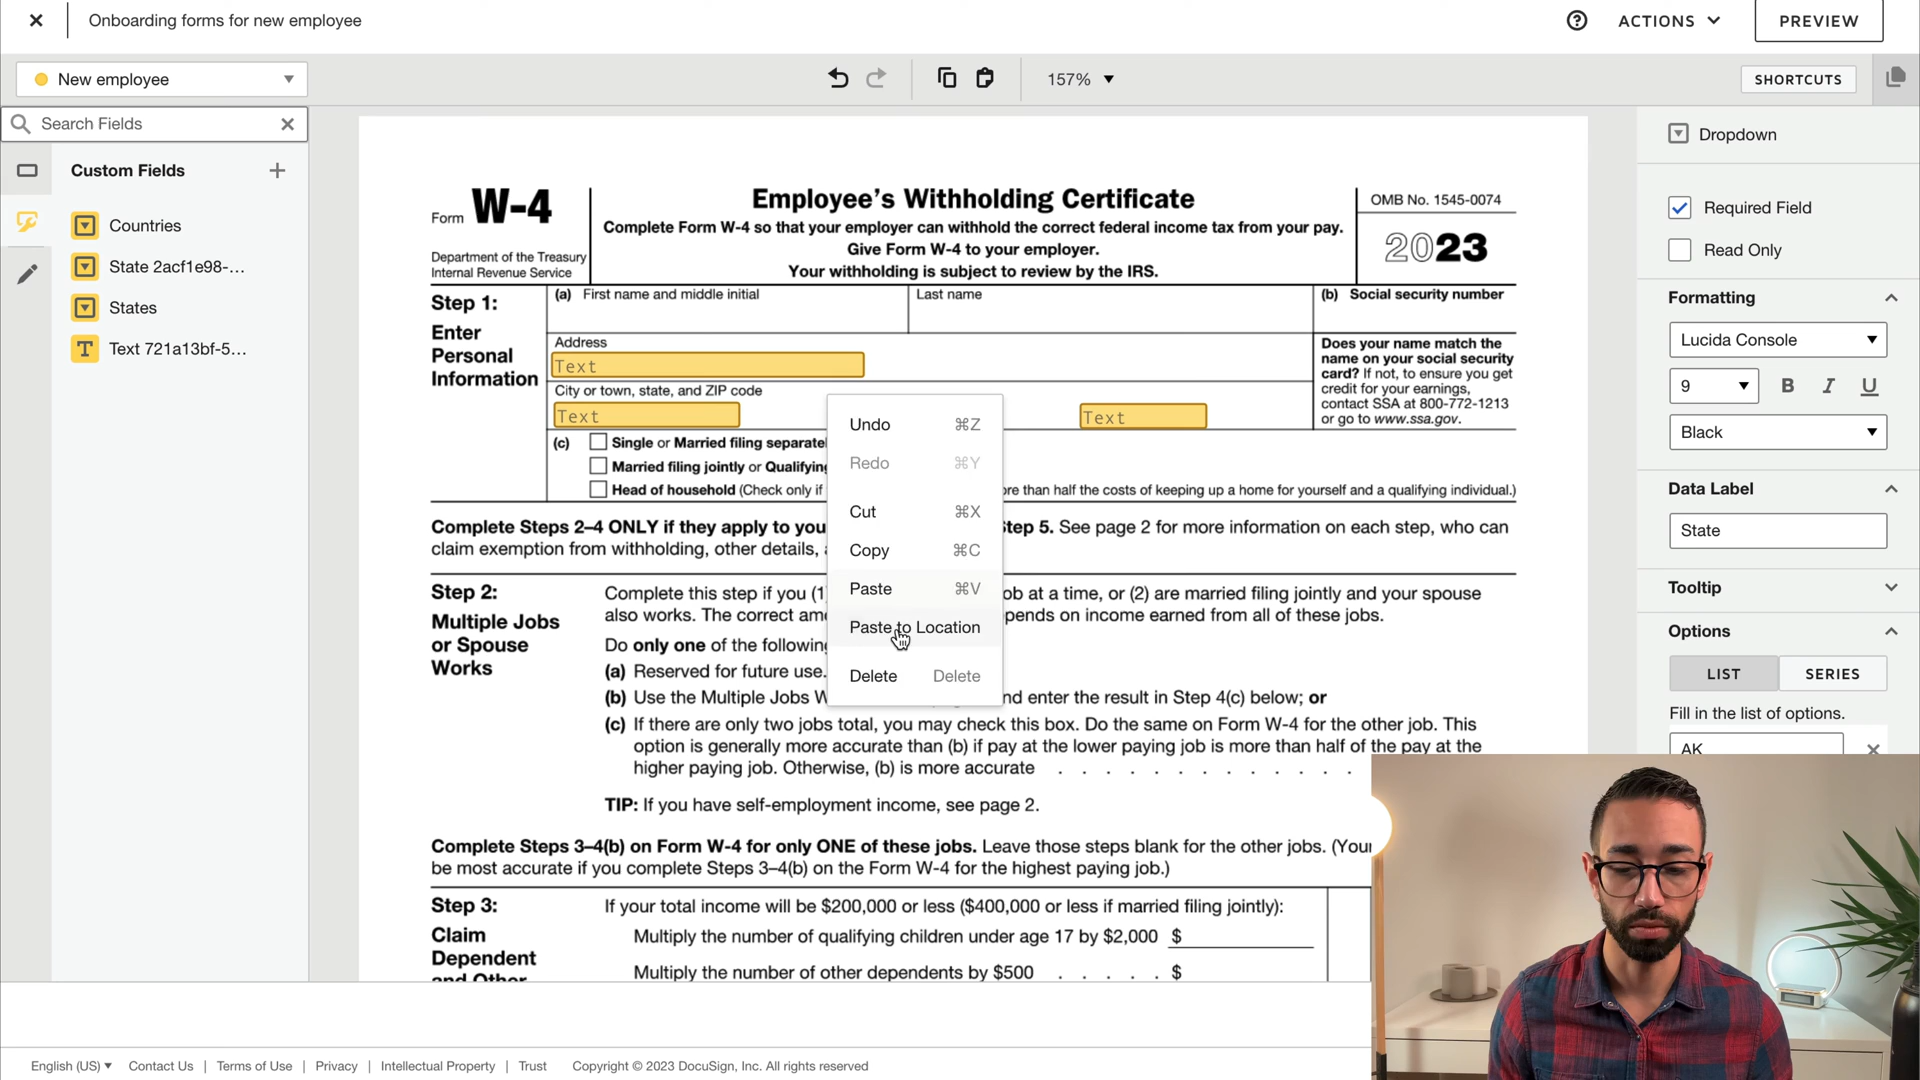 Onboarding forms for new employee
ACTIONS
PREVIEW
New employee
157%
SHORTCUTS
Search Fields
Custom Fields
Countries
State 2acf1e98-...
States
Text 721a13bf-5...
Form W-4
Department of the Treasury
Internal Revenue Service
Employee's Withholding Certificate
Complete Form W-4 so that your employer can withhold the correct federal income tax from your pay.
Give Form W-4 to your employer.
Your withholding is subject to review by the IRS.
OMB No. 1545-0074
2023
Step 1:
Enter
Personal
Information
(a) First name and middle initial
Last name
(b) Social security number
Address
Text
City or town, state, and ZIP code
Text
Text
Does your name match the
name on your social security
card? If not, to ensure you get
credit for your earnings,
contact SSA at 800-772-1213
or go to www.ssa.gov.
(c) Single or Married filing separatel
Married filing jointly or Qualifying
Head of household (Check only if
ore than half the costs of keeping up a home for yourself and a qualifying individual.)
Undo ⌘Z
Redo ⌘Y
Cut ⌘X
Copy ⌘C
Paste ⌘V
Paste to Location
Delete Delete
Complete Steps 2–4 ONLY if they apply to you
tep 5. See page 2 for more information on each step, who can
claim exemption from withholding, other details,
Step 2:
Multiple Jobs
or Spouse
Works
Complete this step if you (1)
ob at a time, or (2) are married filing jointly and your spouse
also works. The correct amo
pends on income earned from all of these jobs.
Do only one of the following
(a) Reserved for future use.
(b) Use the Multiple Jobs W
nd enter the result in Step 4(c) below; or
(c) If there are only two jobs total, you may check this box. Do the same on Form W-4 for the other job. This
option is generally more accurate than (b) if pay at the lower paying job is more than half of the pay at the
higher paying job. Otherwise, (b) is more accurate . . . . . . . . . . . . .
TIP: If you have self-employment income, see page 2.
Complete Steps 3–4(b) on Form W-4 for only ONE of these jobs. Leave those steps blank for the other jobs. (Your
be most accurate if you complete Steps 3–4(b) on the Form W-4 for the highest paying job.)
Step 3:
Claim
Dependent
and Other
If your total income will be $200,000 or less ($400,000 or less if married filing jointly):
Multiply the number of qualifying children under age 17 by $2,000 $
Multiply the number of other dependents by $500 . . . . . $
Dropdown
Required Field
Read Only
Formatting
Lucida Console
9 B I U
Black
Data Label
State
Tooltip
Options
LIST SERIES
Fill in the list of options.
AK
English (US) Contact Us | Terms of Use | Privacy | Intellectual Property | Trust Copyright © 2023 DocuSign, Inc. All rights reserved